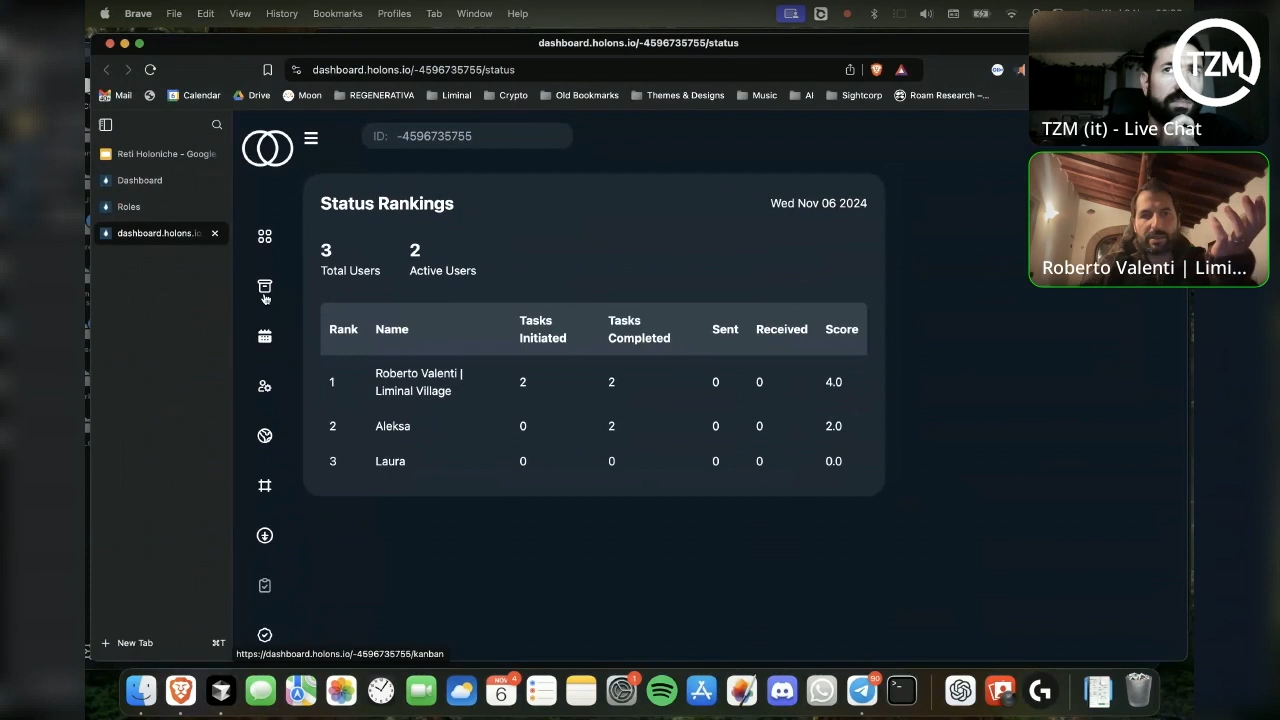 Brave File Edit View History Bookmarks Profiles Tab Window Help
dashboard.holons.io/-4596735755/status
dashboard.holons.io/-4596735755/status
Mail Calendar Drive Moon REGENERATIVA Liminal Crypto Old Bookmarks Themes & Designs Music AI Sightcorp Roam Research –...
TZM
TZM (it) - Live Chat
Roberto Valenti | Limi...
Reti Holoniche - Google
Dashboard
Roles
dashboard.holons.io
New Tab ⌘T
ID: -4596735755
Status Rankings Wed Nov 06 2024
3 2
Total Users Active Users
Rank Name Tasks Initiated Tasks Completed Sent Received Score
1 Roberto Valenti | Liminal Village 2 2 0 0 4.0
2 Aleksa 0 2 0 0 2.0
3 Laura 0 0 0 0 0.0
https://dashboard.holons.io/-4596735755/kanban
4 NOV 6 1 90